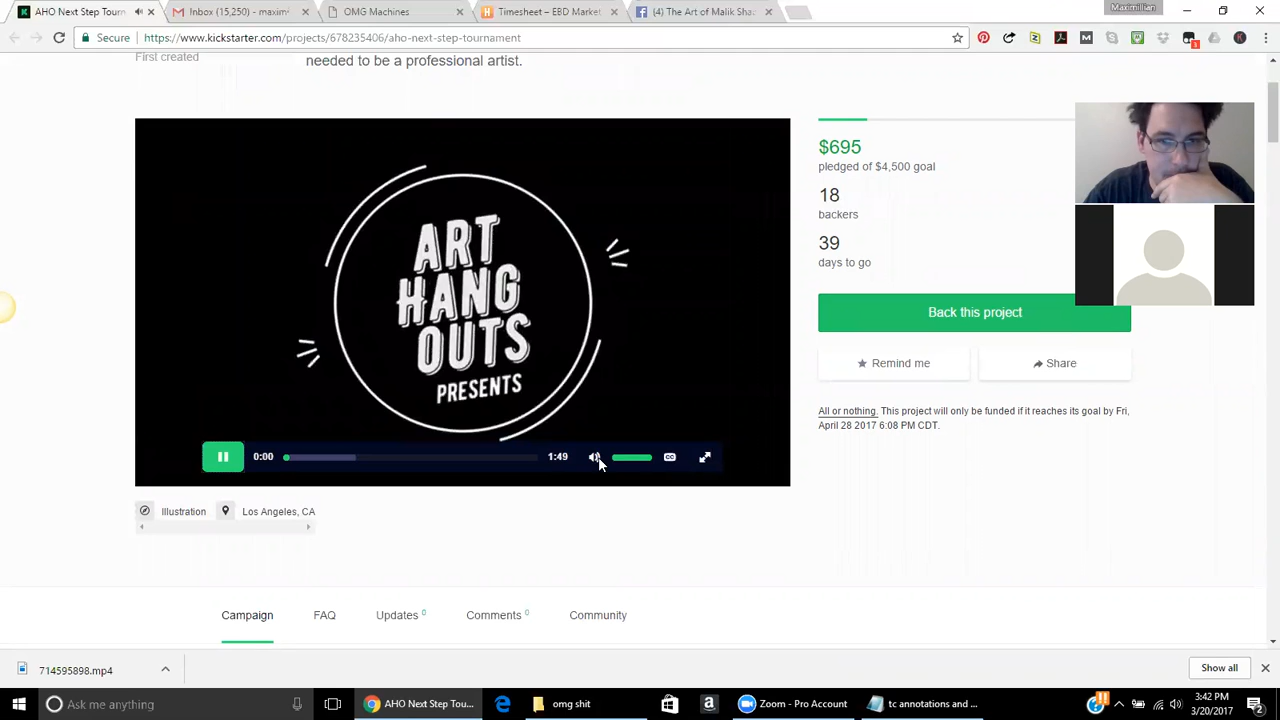 AHO Next Step Tour
Inbox (15,250) - maximi
OMG Machines
Timesheet – EBD Market
(4) The Art of Malik Sha
Maximillian
Secure
https://www.kickstarter.com/projects/678235406/aho-next-step-tournament
First created
needed to be a professional artist.
ART
HANG
OUTS
PRESENTS
0:00
1:49
$695
pledged of $4,500 goal
18
backers
39
days to go
Back this project
Remind me
Share
All or nothing. This project will only be funded if it reaches its goal by Fri,
April 28 2017 6:08 PM CDT.
Illustration
Los Angeles, CA
Campaign
FAQ
Updates 0
Comments 0
Community
714595898.mp4
Show all
Ask me anything
AHO Next Step Tou...
omg shit
Zoom - Pro Account
tc annotations and ...
3:42 PM
3/20/2017